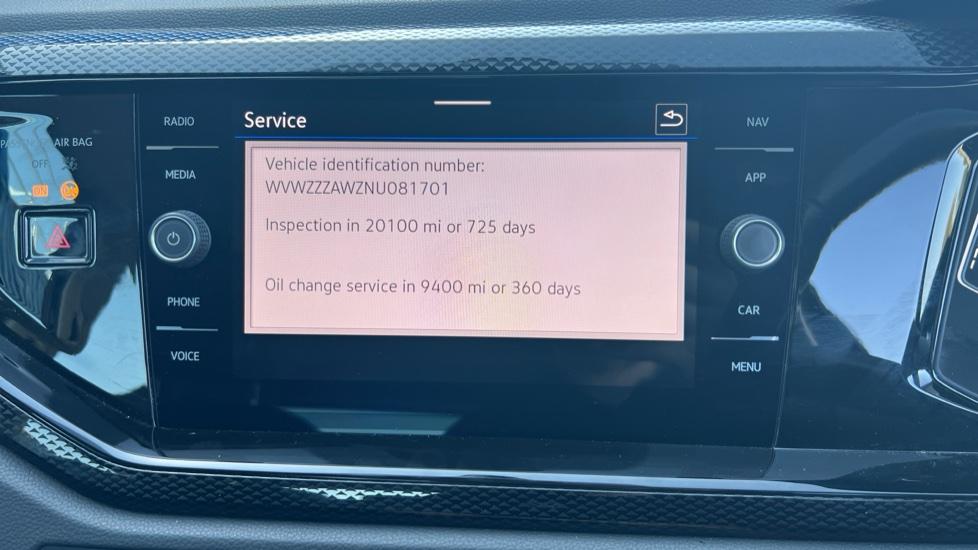 Service
RADIO
NAV
AIR BAG
OFF
MEDIA
APP
ON
Vehicle identification number:
WVWZZZAWZNU081701
Inspection in 20100 mi or 725 days
Oil change service in 9400 mi or 360 days
PHONE
CAR
VOICE
MENU